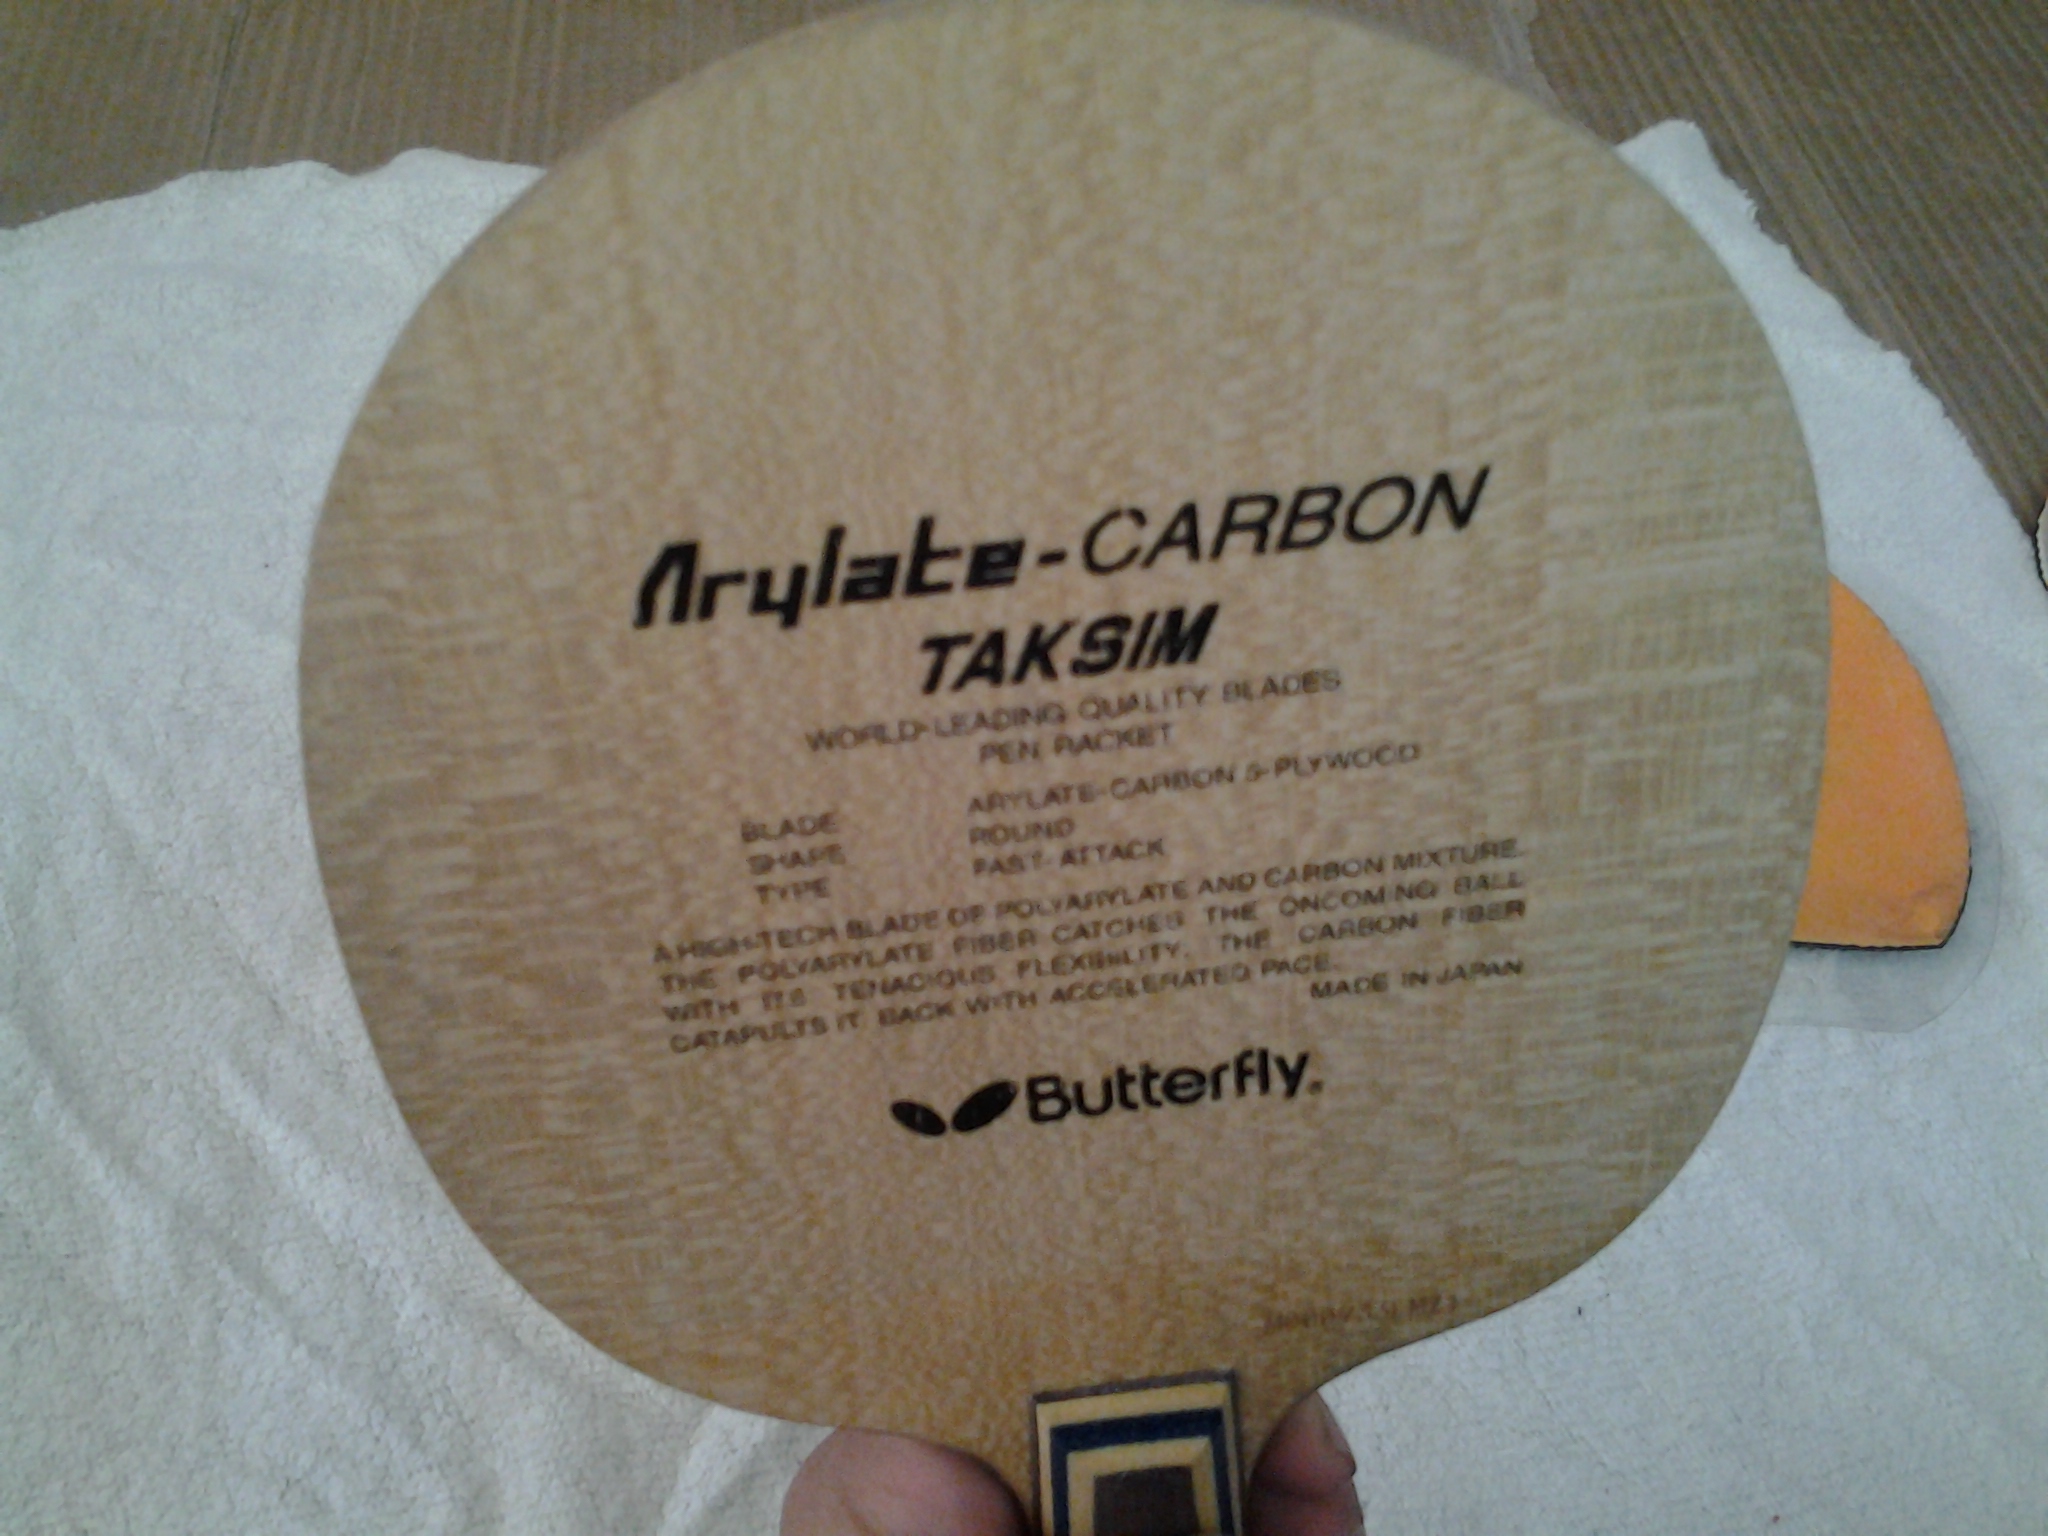 Arylate-CARBON
TAKSIM
WORLD-LEADING QUALITY BLADES
PEN RACKET
BLADE ARYLATE-CARBON 5-PLYWOOD
SHAPE ROUND
TYPE FAST ATTACK
A HIGH-TECH BLADE OF POLYARYLATE AND CARBON MIXTURE.
THE POLYARYLATE FIBER CATCHES THE ONCOMING BALL
WITH ITS TENACIOUS FLEXIBILITY. THE CARBON FIBER
CATAPULTS IT BACK WITH ACCELERATED PACE.
MADE IN JAPAN
Butterfly